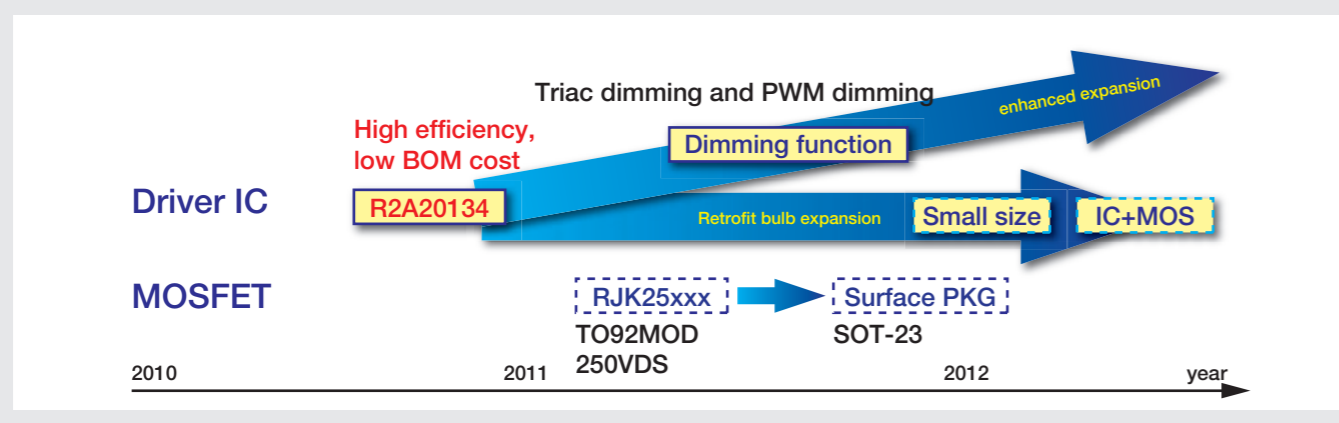 Triac dimming and PWM dimming
enhanced expansion
High efficiency,
low BOM cost
Dimming function
Driver IC
R2A20134
Retrofit bulb expansion
Small size
IC+MOS
MOSFET
RJK25xxx
Surface PKG
TO92MOD
SOT-23
250VDS
2010
2011
2012
year